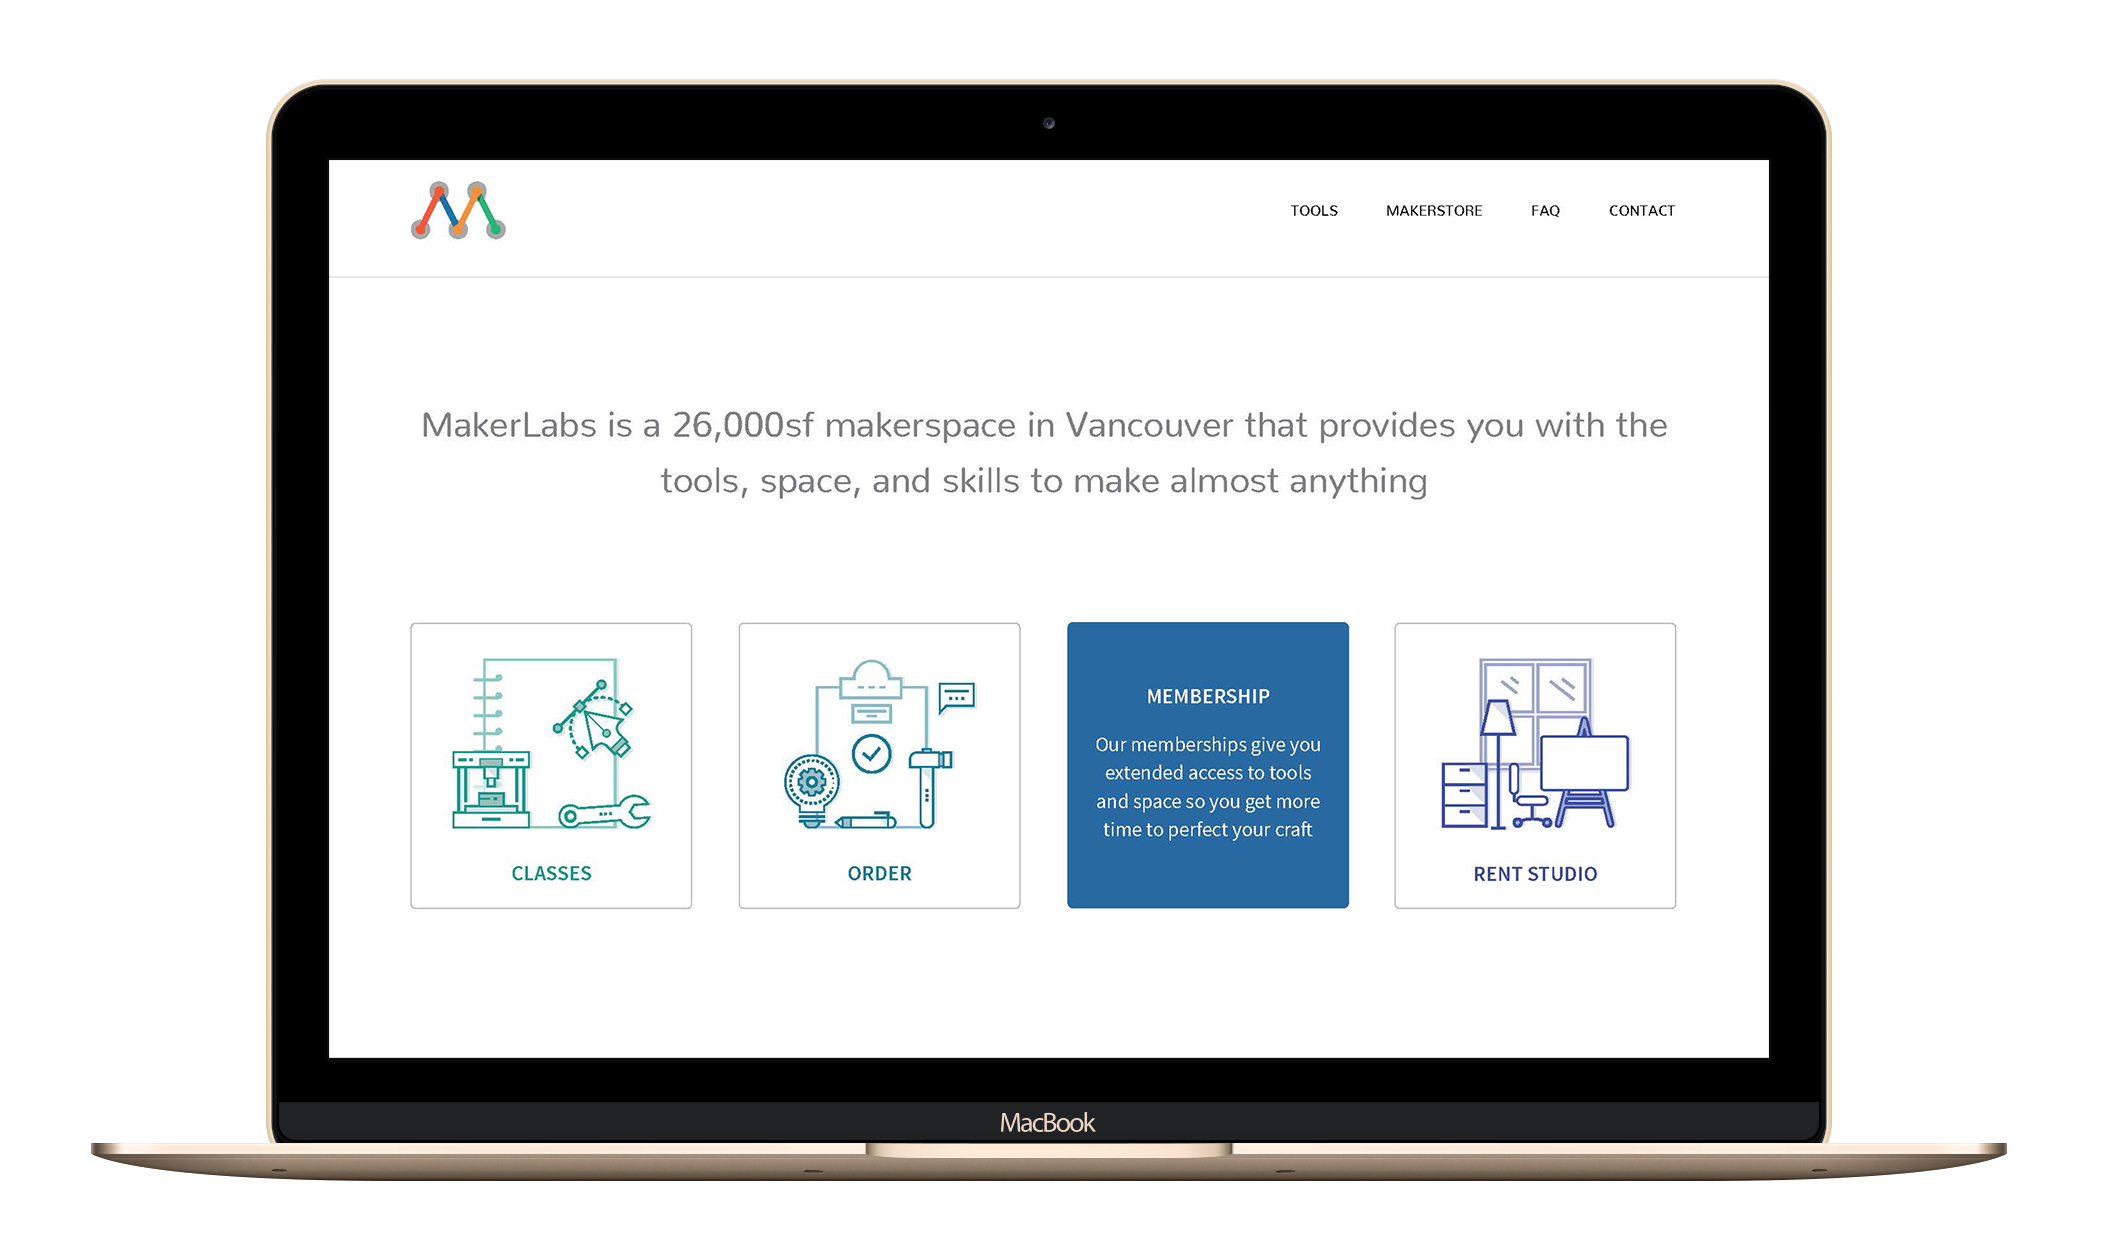 TOOLS MAKERSTORE FAQ CONTACT
MakerLabs is a 26,000sf makerspace in Vancouver that provides you with the
tools, space, and skills to make almost anything
CLASSES
ORDER
MEMBERSHIP
Our memberships give you
extended access to tools
and space so you get more
time to perfect your craft
RENT STUDIO
MacBook